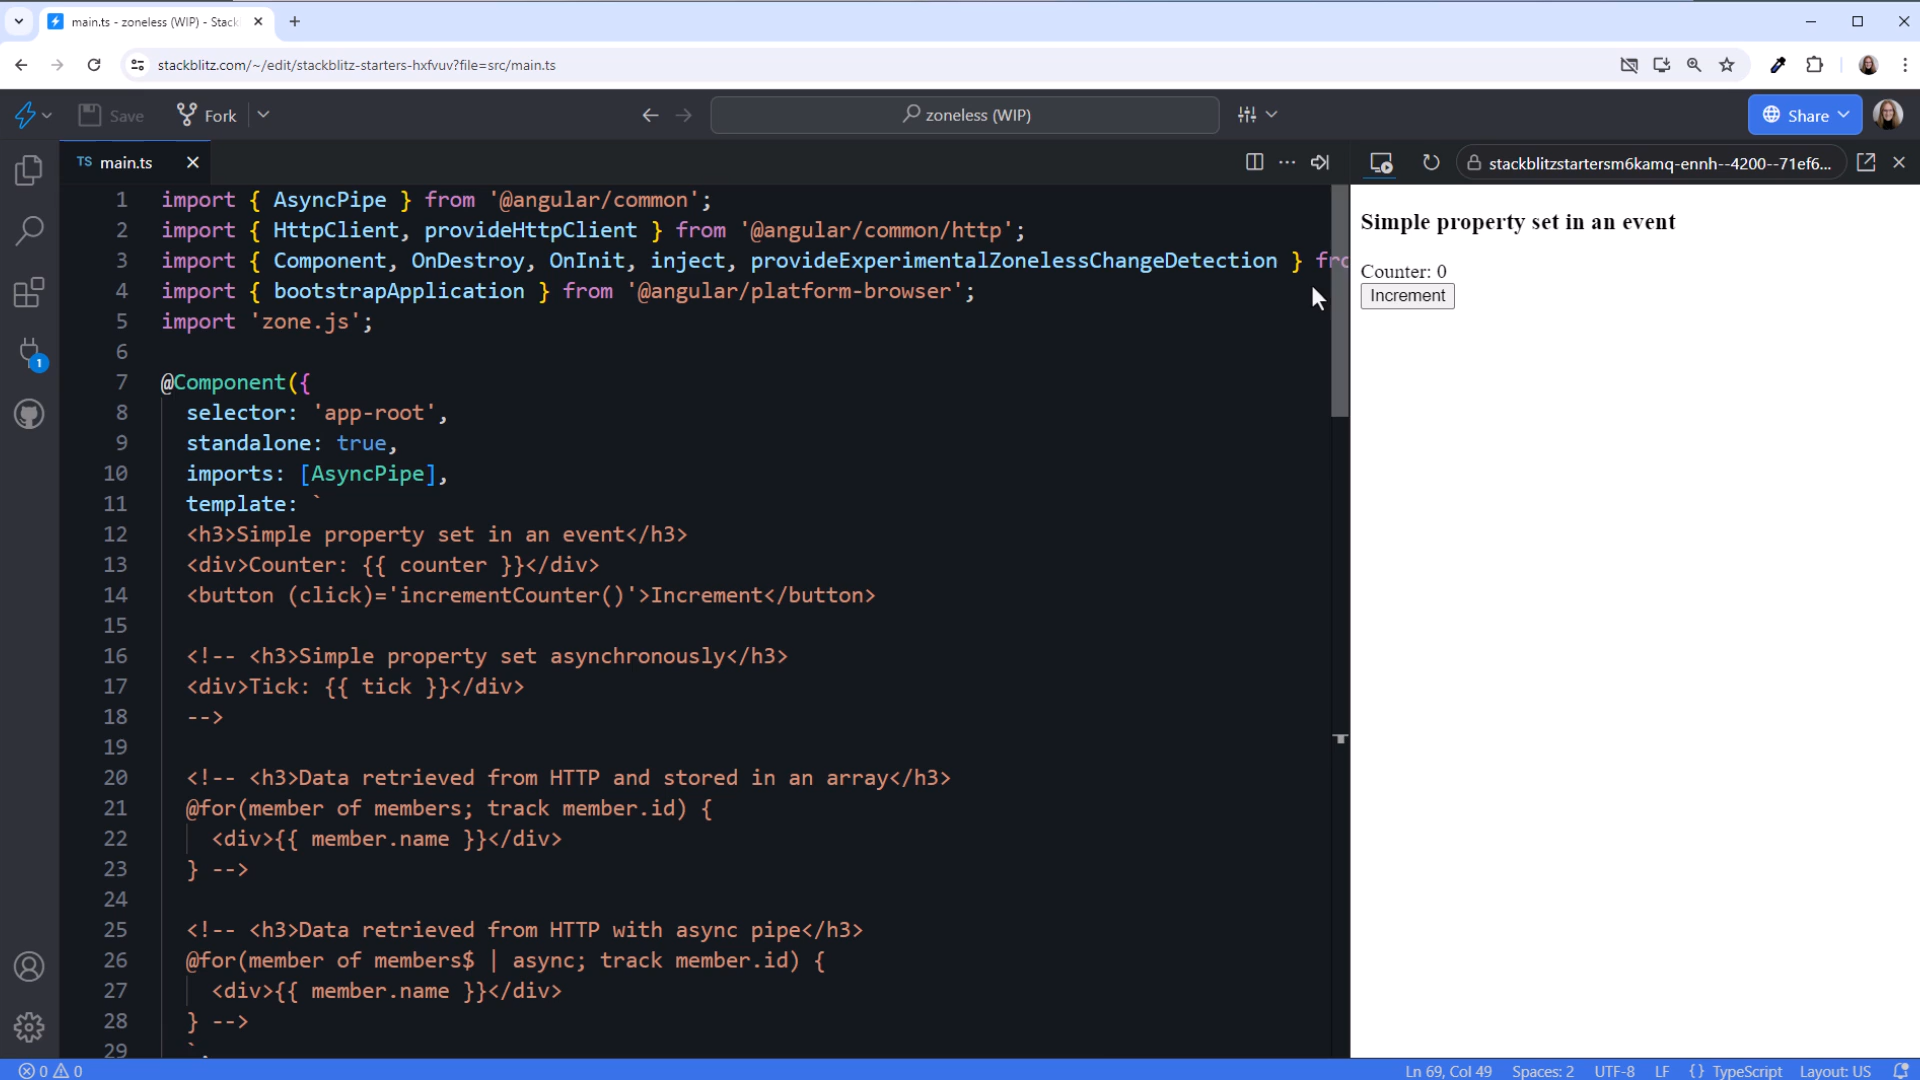 main.ts - zoneless (WIP) - Stack
stackblitz.com/~/edit/stackblitz-starters-hxfvuv?file=src/main.ts
Save
Fork
zoneless (WIP)
Share
TS main.ts
stackblitzstartersm6kamq-ennh--4200--71ef6...
1 import { AsyncPipe } from '@angular/common';
2 import { HttpClient, provideHttpClient } from '@angular/common/http';
3 import { Component, OnDestroy, OnInit, inject, provideExperimentalZonelessChangeDetection } fro
4 import { bootstrapApplication } from '@angular/platform-browser';
5 import 'zone.js';
6
7 @Component({
8 selector: 'app-root',
9 standalone: true,
10 imports: [AsyncPipe],
11 template: `
12 <h3>Simple property set in an event</h3>
13 <div>Counter: {{ counter }}</div>
14 <button (click)='incrementCounter()'>Increment</button>
15
16 <!-- <h3>Simple property set asynchronously</h3>
17 <div>Tick: {{ tick }}</div>
18 -->
19
20 <!-- <h3>Data retrieved from HTTP and stored in an array</h3>
21 @for(member of members; track member.id) {
22 <div>{{ member.name }}</div>
23 } -->
24
25 <!-- <h3>Data retrieved from HTTP with async pipe</h3>
26 @for(member of members$ | async; track member.id) {
27 <div>{{ member.name }}</div>
28 } -->
29 `,
Simple property set in an event
Counter: 0
Increment
1
0 0
Ln 69, Col 49 Spaces: 2 UTF-8 LF {} TypeScript Layout: US